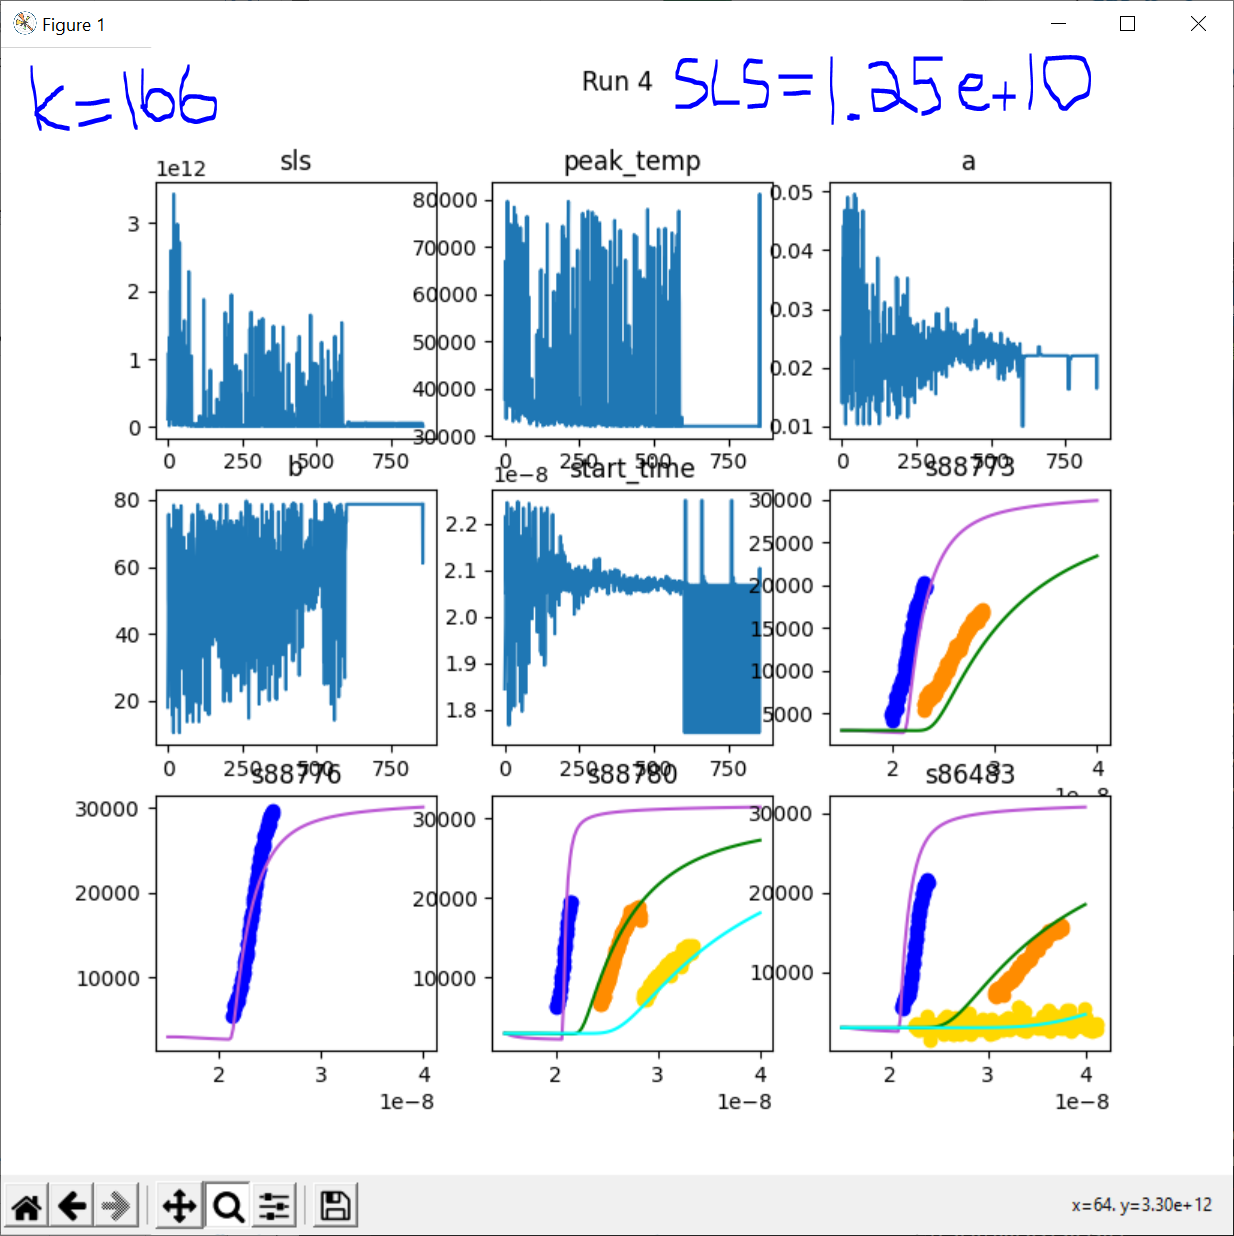 Figure 1
k=166
Run 4 SLS=1.25e+10
sls
peak_temp
a
1e12
3
2
1
0
0 250 500 750
80000
70000
60000
50000
40000
30000
0 250 500 750
0.05
0.04
0.03
0.02
0.01
0 250 500 750
b
start_time
s88773
80
60
40
20
0 250 500 750
1e−8
2.2
2.1
2.0
1.9
1.8
0 250 500 750
30000
25000
20000
15000
10000
5000
2 3 4
1e−8
s88776
s88780
s86483
30000
20000
10000
2 3 4
1e−8
30000
20000
10000
2 3 4
1e−8
30000
20000
10000
2 3 4
1e−8
x=64. y=3.30e+12